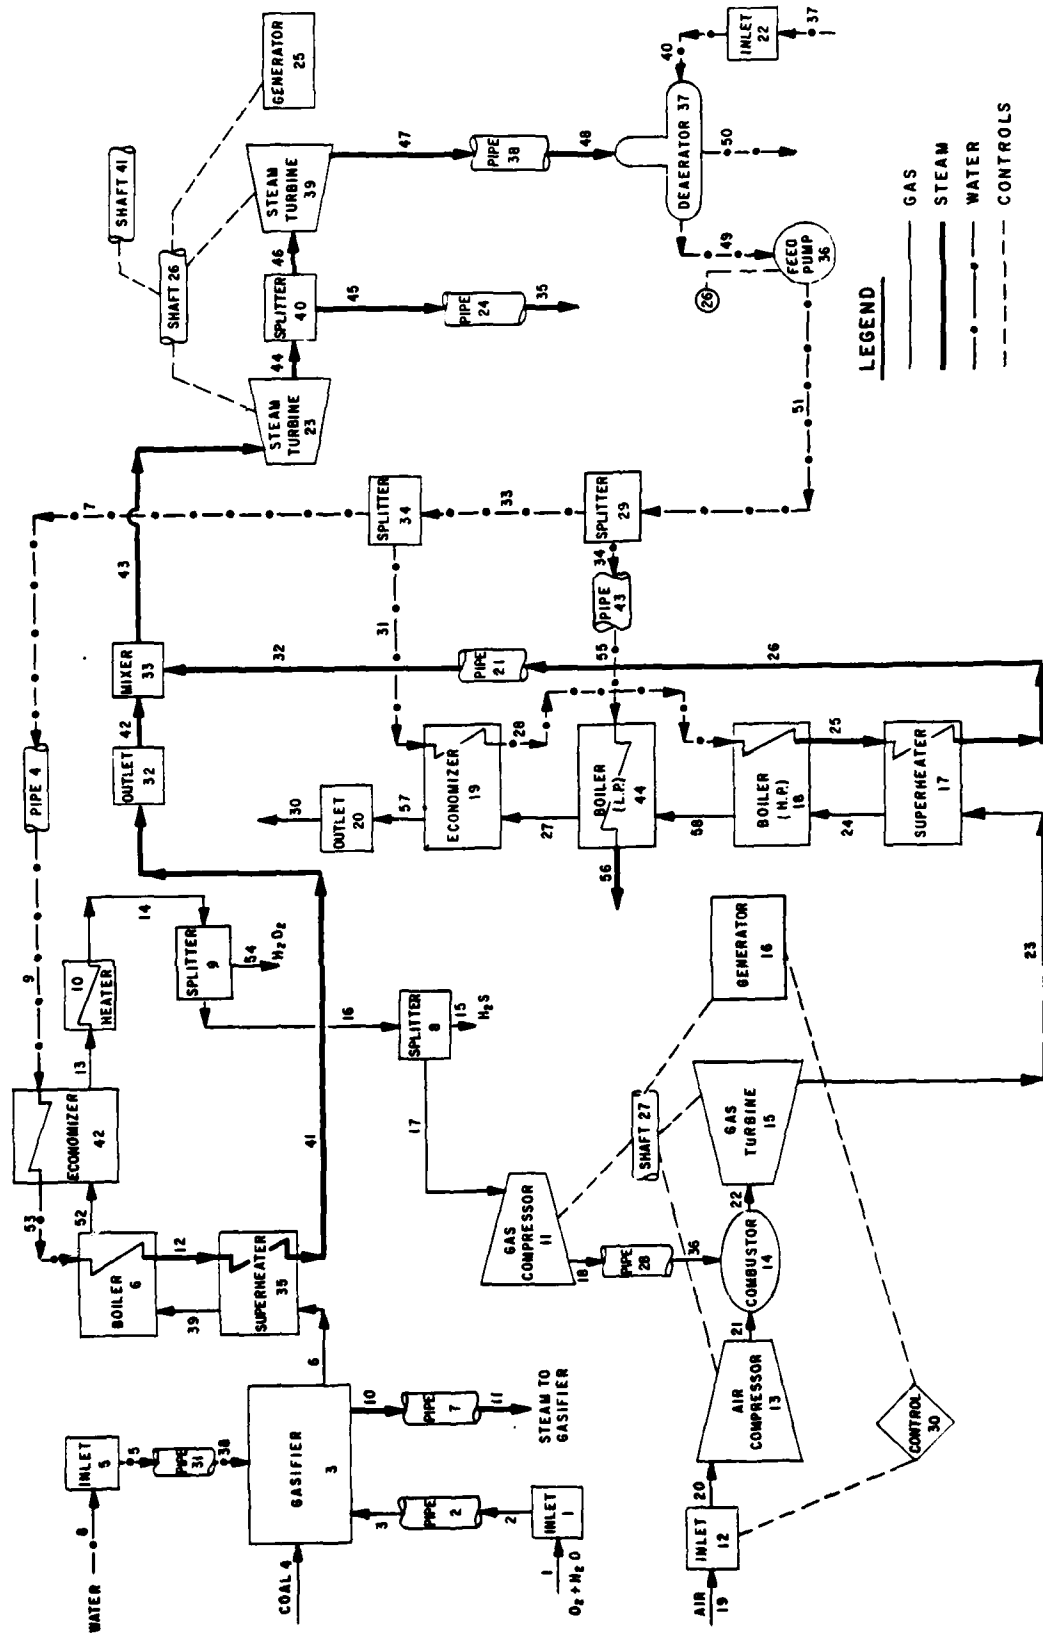 WATER
8
INLET
5
5
PIPE
31
38
COAL 4
GASIFIER
3
O₂ + H₂O
1
INLET
1
2
PIPE
2
3
10
PIPE
7
11
STEAM TO
GASIFIER
6
SUPERHEATER
35
39
BOILER
6
12
53
52
ECONOMIZER
42
9
PIPE 4
7
13
10
HEATER
14
SPLITTER
9
54
H₂O₂
16
SPLITTER
8
15
H₂S
17
41
OUTLET
32
42
MIXER
33
43
32
PIPE
21
26
GAS
COMPRESSOR
11
18
PIPE
28
36
AIR
19
INLET
12
20
AIR
COMPRESSOR
13
21
COMBUSTOR
14
22
GAS
TURBINE
15
SHAFT 27
GENERATOR
16
CONTROL
30
23
SUPERHEATER
17
24
25
BOILER
(H.P.)
18
58
BOILER
(L.P.)
44
56
55
27
28
ECONOMIZER
19
57
OUTLET
20
30
31
SPLITTER
34
33
SPLITTER
29
34
PIPE
43
51
STEAM
TURBINE
23
44
SPLITTER
40
45
PIPE
24
35
46
STEAM
TURBINE
39
SHAFT 26
SHAFT 41
GENERATOR
25
47
PIPE
38
48
DEAERATOR 37
40
INLET
22
37
50
49
FEED
PUMP
36
26
LEGEND
GAS
STEAM
WATER
CONTROLS